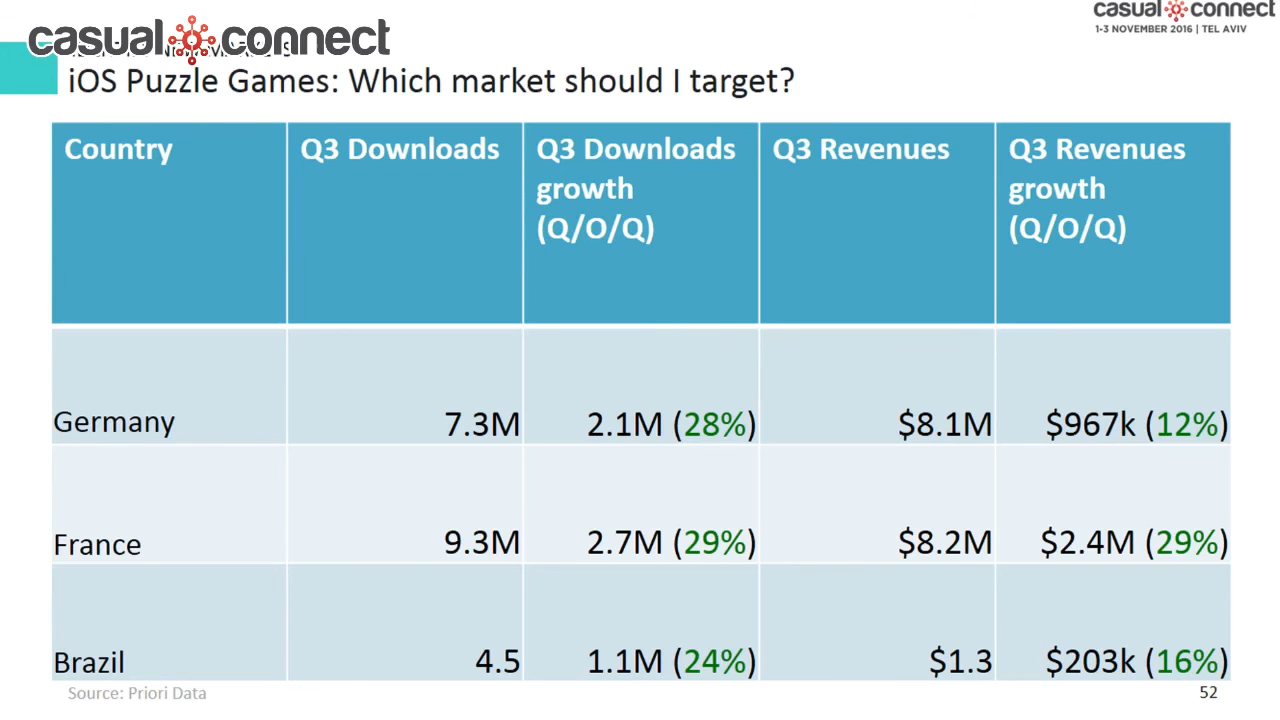 casual connect
casual connect
1-3 NOVEMBER 2016 | TEL AVIV
iOS Puzzle Games: Which market should I target?
Country
Q3 Downloads
Q3 Downloads
growth
(Q/O/Q)
Q3 Revenues
Q3 Revenues
growth
(Q/O/Q)
Germany
7.3M
2.1M (28%)
$8.1M
$967k (12%)
France
9.3M
2.7M (29%)
$8.2M
$2.4M (29%)
Brazil
4.5
1.1M (24%)
$1.3
$203k (16%)
Source: Priori Data
52